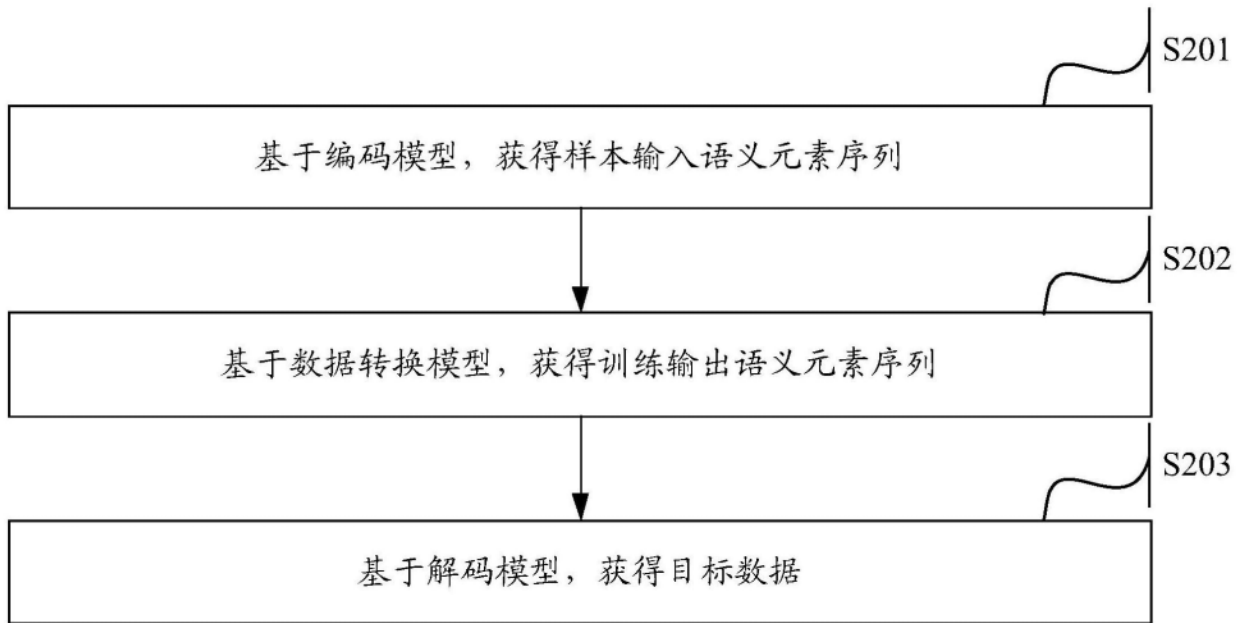 S201
基于编码模型，获得样本输入语义元素序列
S202
基于数据转换模型，获得训练输出语义元素序列
S203
基于解码模型，获得目标数据